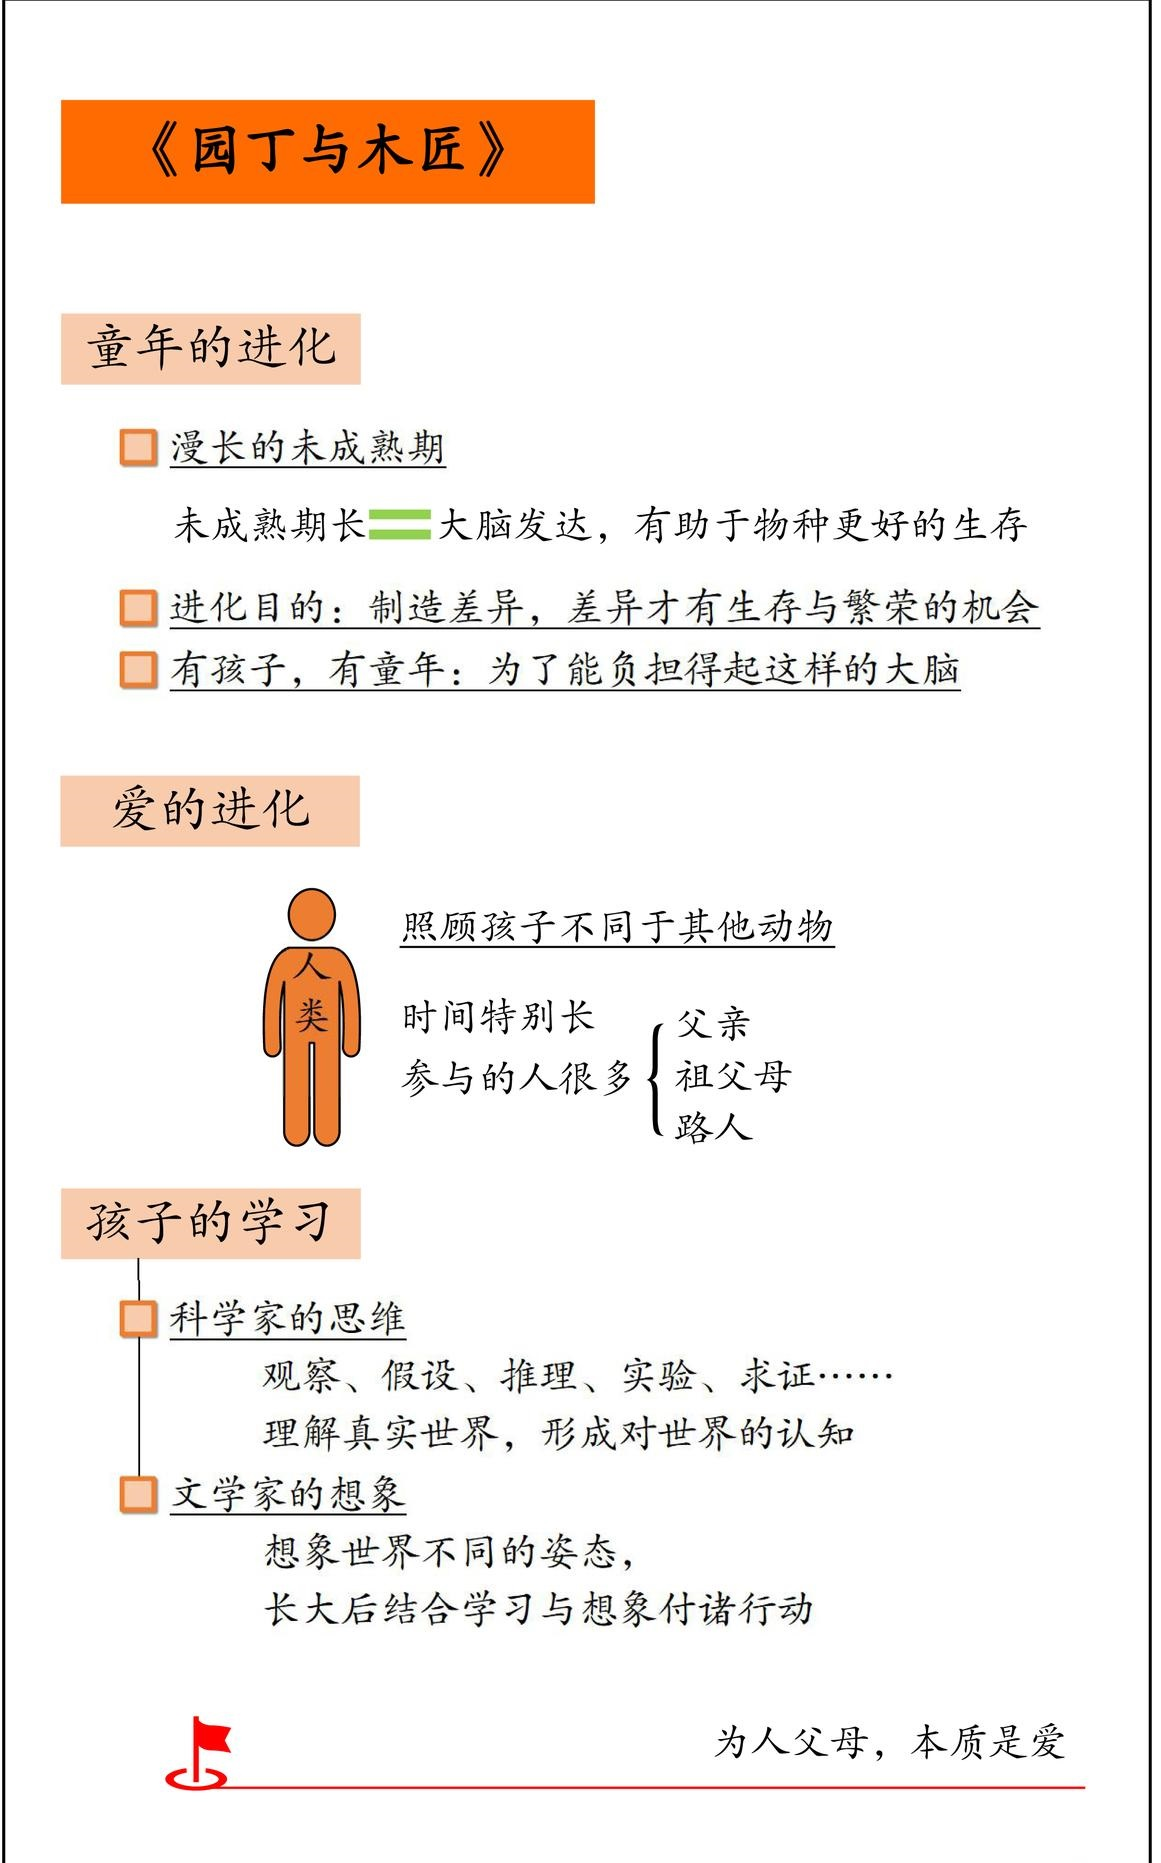 《园丁与木匠》
童年的进化
漫长的未成熟期
未成熟期长=大脑发达，有助于物种更好的生存
进化目的：制造差异，差异才有生存与繁荣的机会
有孩子，有童年：为了能负担得起这样的大脑
爱的进化
人
类
照顾孩子不同于其他动物
时间特别长
参与的人很多
父亲
祖父母
路人
孩子的学习
科学家的思维
观察、假设、推理、实验、求证……
理解真实世界，形成对世界的认知
文学家的想象
想象世界不同的姿态，
长大后结合学习与想象付诸行动
为人父母，本质是爱